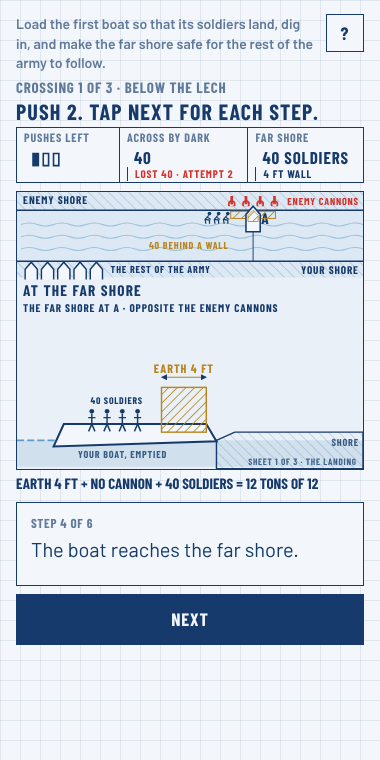 Load the first boat so that its soldiers land, dig
in, and make the far shore safe for the rest of the
army to follow.
?
CROSSING 1 OF 3 · BELOW THE LECH
PUSH 2. TAP NEXT FOR EACH STEP.
PUSHES LEFT
ACROSS BY DARK
40
LOST 40 · ATTEMPT 2
FAR SHORE
40 SOLDIERS
4 FT WALL
ENEMY SHORE
ENEMY CANNONS
A
40 BEHIND A WALL
THE REST OF THE ARMY
YOUR SHORE
AT THE FAR SHORE
THE FAR SHORE AT A · OPPOSITE THE ENEMY CANNONS
EARTH 4 FT
40 SOLDIERS
SHORE
YOUR BOAT, EMPTIED
SHEET 1 OF 3 · THE LANDING
EARTH 4 FT + NO CANNON + 40 SOLDIERS = 12 TONS OF 12
STEP 4 OF 6
The boat reaches the far shore.
NEXT